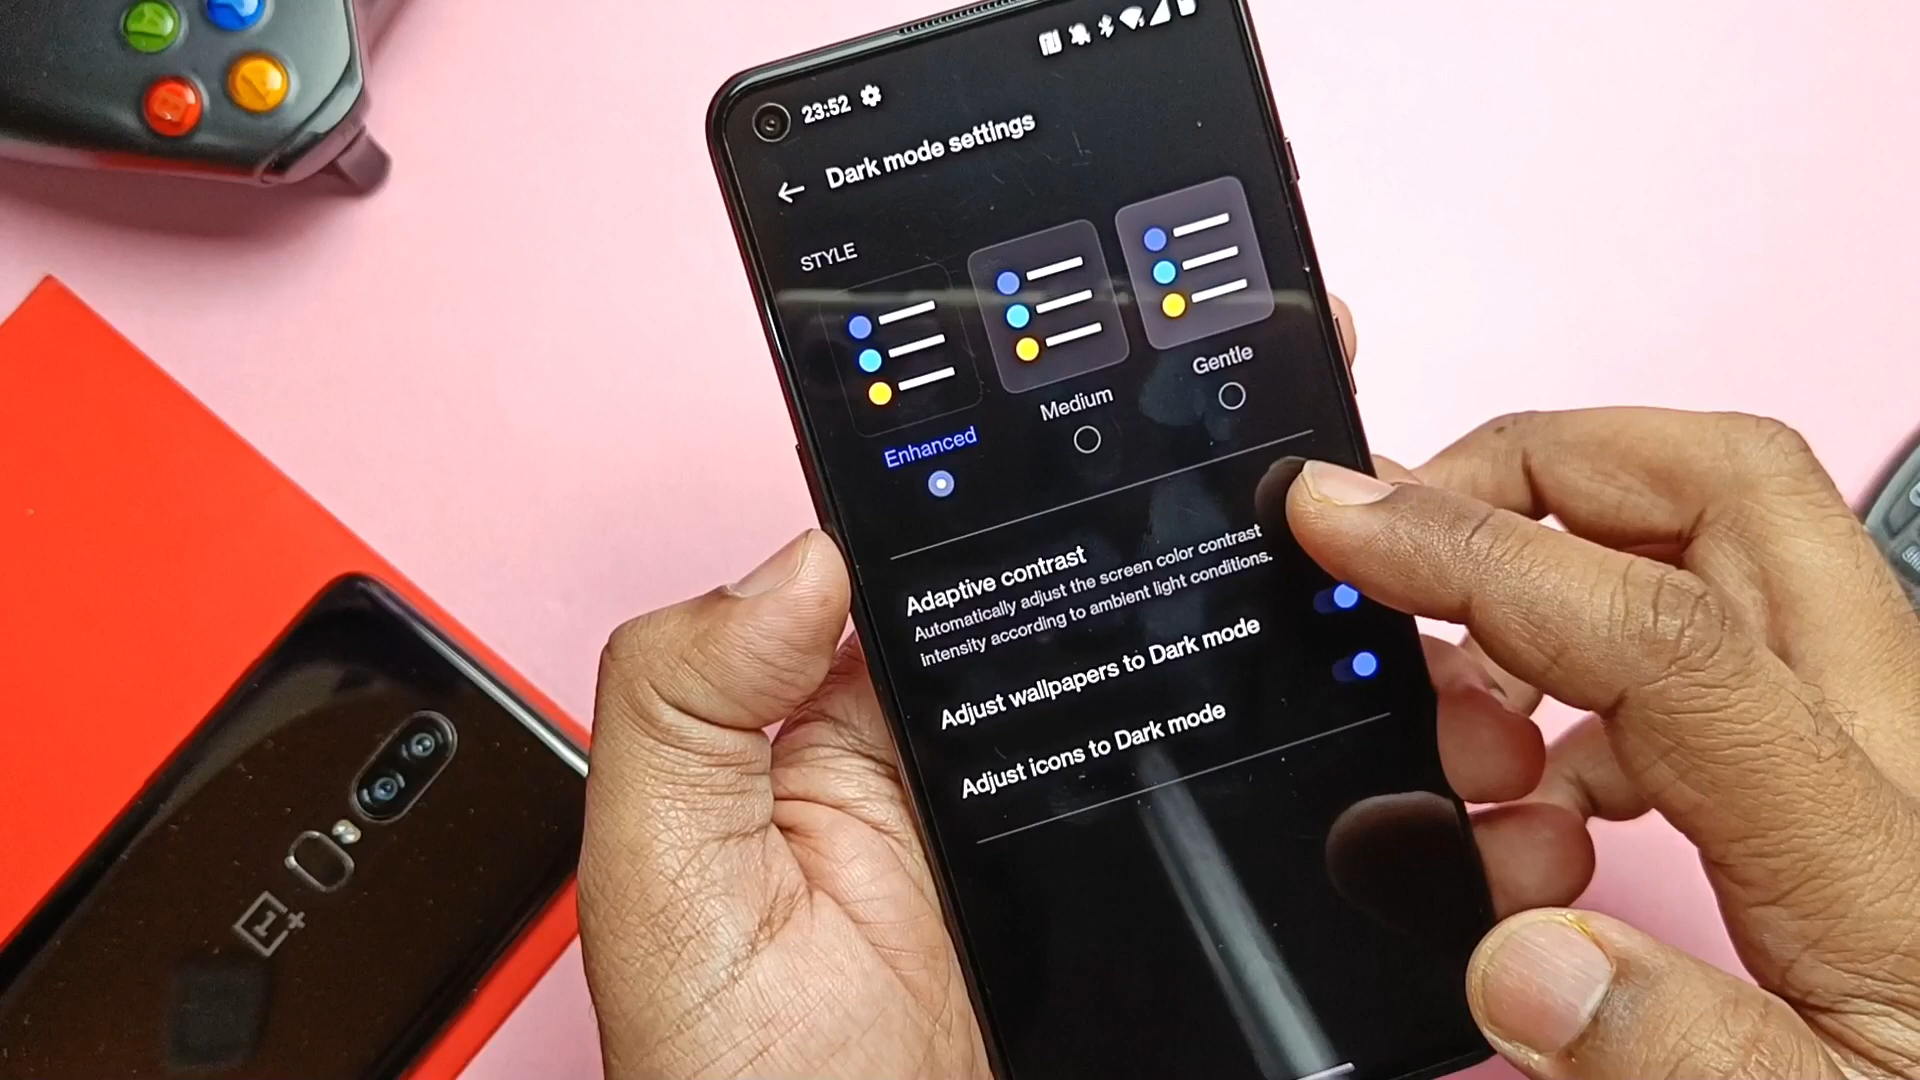 23:52
Dark mode settings
STYLE
Enhanced
Medium
Gentle
Adaptive contrast
Automatically adjust the screen color contrast
intensity according to ambient light conditions.
Adjust wallpapers to Dark mode
Adjust icons to Dark mode
1+